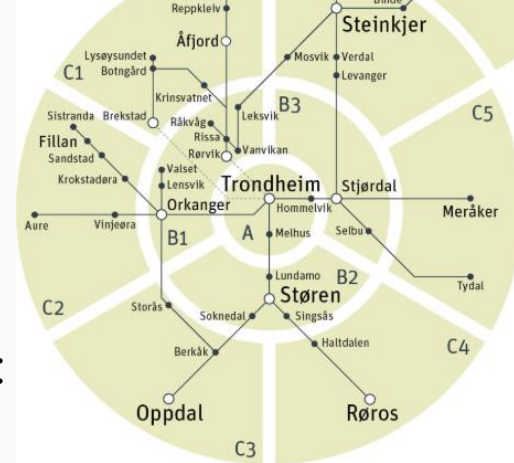 Reppkleiv
Steinkjer
Åfjord
Lysøysundet
Botngård
Mosvik
Verdal
Levanger
C1
Krinsvatnet
B3
C5
Sistranda
Brekstad
Råkvåg
Leksvik
Fillan
Rissa
Sandstad
Rørvik
Vanvikan
Valset
Krokstadøra
Lensvik
Trondheim
Stjørdal
Orkanger
Hommelvik
Meråker
Aure
Vinjeøra
B1
A
Melhus
Selbu
Lundamo
B2
Tydal
C2
Storås
Støren
Soknedal
Singsås
Berkåk
Haltdalen
C4
Oppdal
Røros
C3